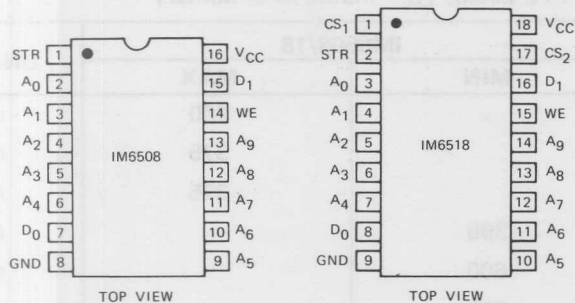 STR 1 16 VCC
A0 2 15 D1
A1 3 14 WE
A2 4 13 A9
A3 5 12 A8
A4 6 11 A7
D0 7 10 A6
GND 8 9 A5
IM6508
TOP VIEW
CS1 1 18 VCC
STR 2 17 CS2
A0 3 16 D1
A1 4 15 WE
A2 5 14 A9
A3 6 13 A8
A4 7 12 A7
D0 8 11 A6
GND 9 10 A5
IM6518
TOP VIEW